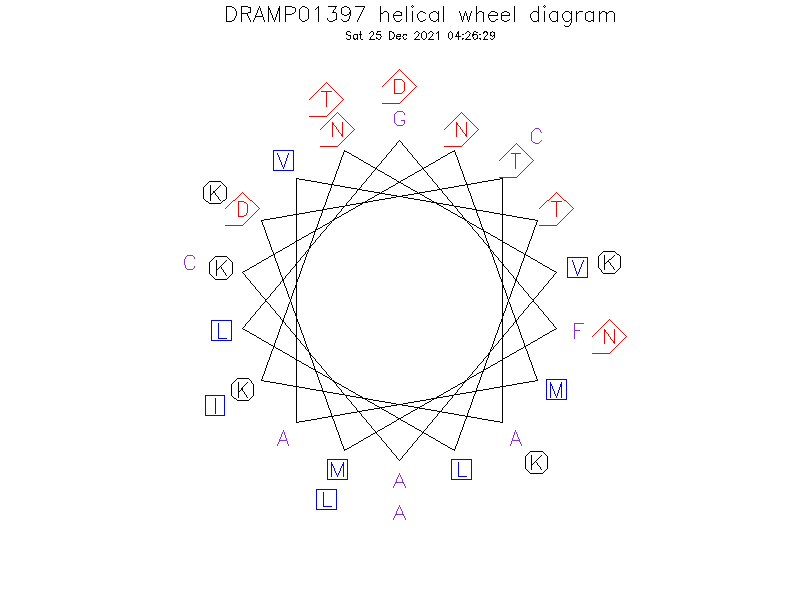 DRAMP01397 helical wheel diagram
Sat 25 Dec 2021 04:26:29
D
T
G
N
N
C
V
T
K
D
T
C
K
V
K
L
F
N
I
K
M
A
A
K
M
L
A
L
A